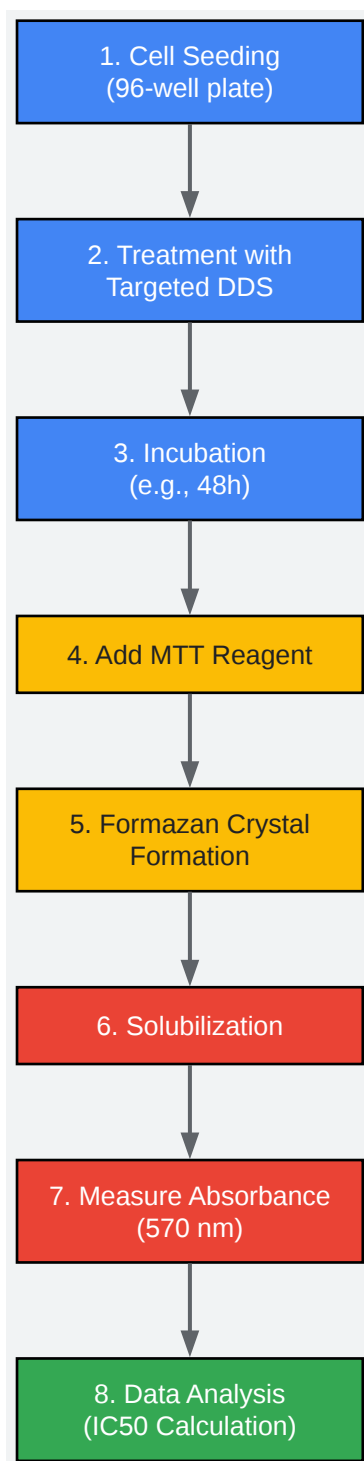 1. Cell Seeding
(96-well plate)
2. Treatment with
Targeted DDS
3. Incubation
(e.g., 48h)
4. Add MTT Reagent
5. Formazan Crystal
Formation
6. Solubilization
7. Measure Absorbance
(570 nm)
8. Data Analysis
(IC50 Calculation)